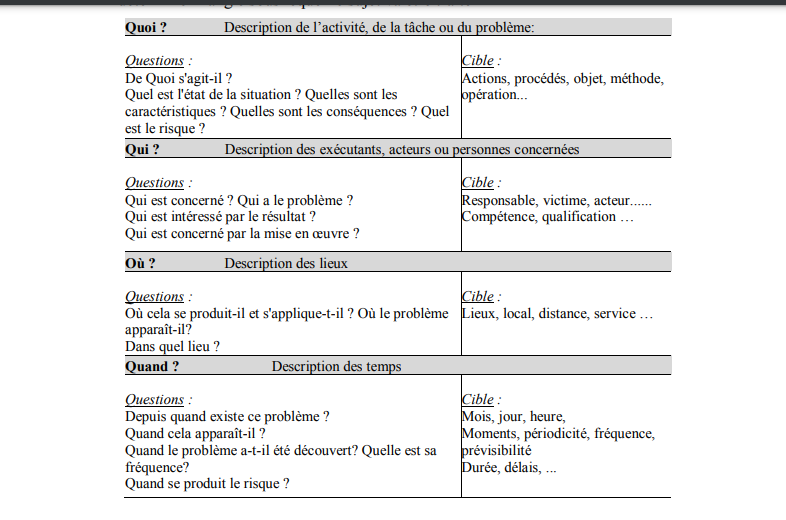 Quoi ? Description de l'activité, de la tâche ou du problème:
Questions :
De Quoi s'agit-il ?
Quel est l'état de la situation ? Quelles sont les
caractéristiques ? Quelles sont les conséquences ? Quel
est le risque ?
Cible :
Actions, procédés, objet, méthode,
opération...
Qui ? Description des exécutants, acteurs ou personnes concernées
Questions :
Qui est concerné ? Qui a le problème ?
Qui est intéressé par le résultat ?
Qui est concerné par la mise en œuvre ?
Cible :
Responsable, victime, acteur......
Compétence, qualification …
Où ? Description des lieux
Questions :
Où cela se produit-il et s'applique-t-il ? Où le problème
apparaît-il?
Dans quel lieu ?
Cible :
Lieux, local, distance, service …
Quand ? Description des temps
Questions :
Depuis quand existe ce problème ?
Quand cela apparaît-il ?
Quand le problème a-t-il été découvert? Quelle est sa
fréquence?
Quand se produit le risque ?
Cible :
Mois, jour, heure,
Moments, périodicité, fréquence,
prévisibilité
Durée, délais, ...